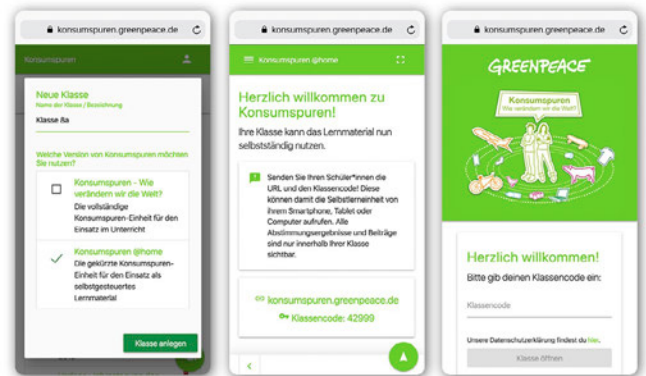 konsumspuren.greenpeace.de
Konsumspuren
Neue Klasse
Name der Klasse / Bezeichnung
Klasse 8a
Welche Version von Konsumspuren möchten
Sie nutzen?
Konsumspuren - Wie
verändern wir die Welt?
Die vollständige
Konsumspuren-Einheit für den
Einsatz im Unterricht
Konsumspuren @home
Die gekürzte Konsumspuren-
Einheit für den Einsatz als
selbstgesteuertes
Lernmaterial
Klasse anlegen
konsumspuren.greenpeace.de
Konsumspuren @home
Herzlich willkommen zu
Konsumspuren!
Ihre Klasse kann das Lernmaterial nun
selbstständig nutzen.
Senden Sie Ihren Schüler*innen die
URL und den Klassencode! Diese
können damit die Selbstlerneinheit von
ihrem Smartphone, Tablet oder
Computer aufrufen. Alle
Abstimmungsergebnisse und Beiträge
sind nur innerhalb Ihrer Klasse
sichtbar.
konsumspuren.greenpeace.de
Klassencode: 42999
konsumspuren.greenpeace.de
GREENPEACE
Konsumspuren
Wie verändern wir die Welt?
Herzlich willkommen!
Bitte gib deinen Klassencode ein:
Klassencode
Unsere Datenschutzerklärung findest du hier.
Klasse öffnen